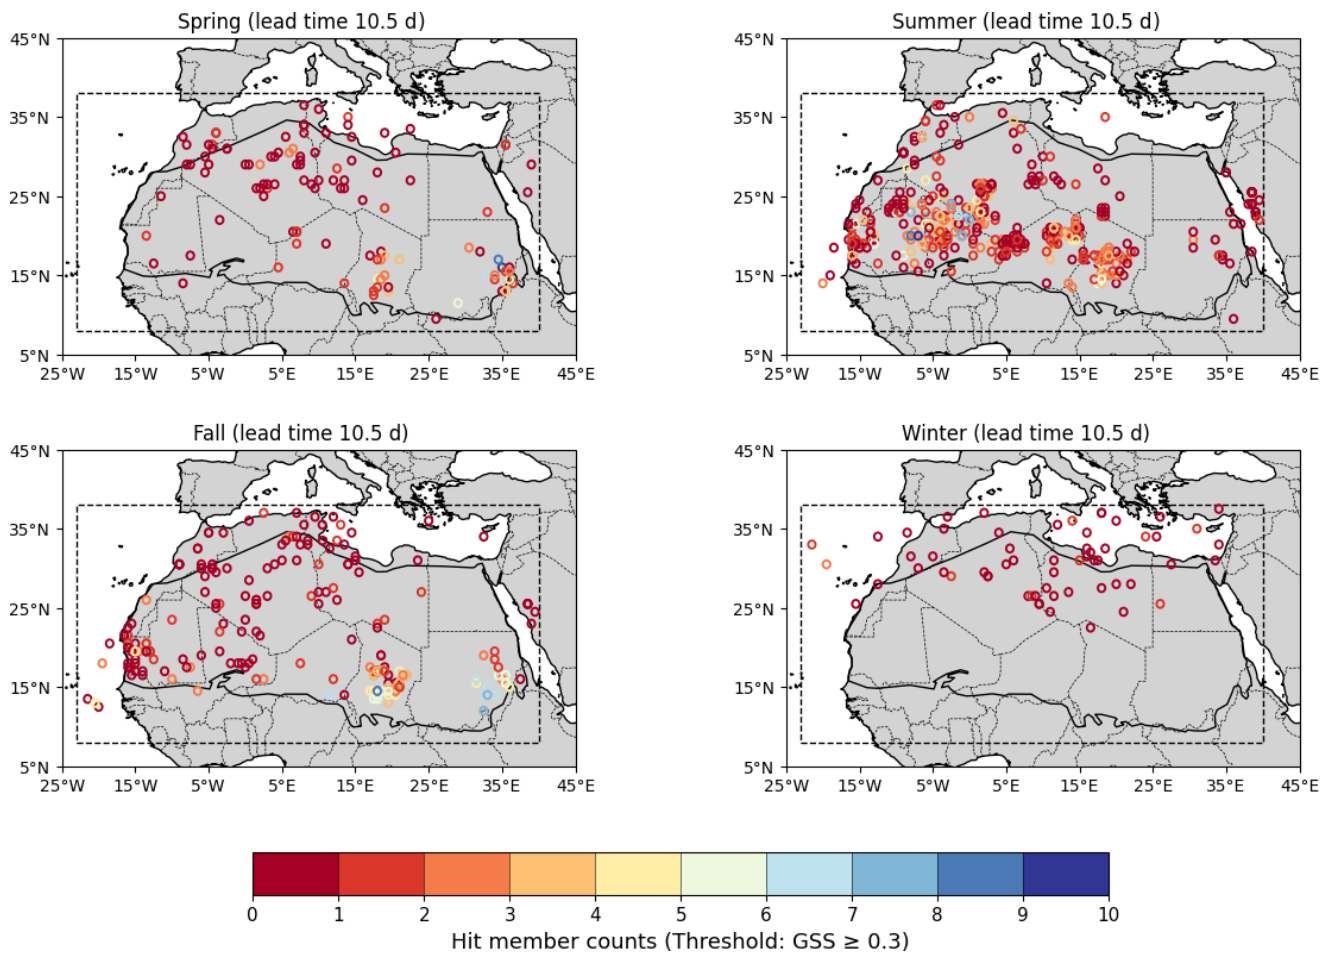 Spring (lead time 10.5 d)
Summer (lead time 10.5 d)
45°N
35°N
25°N
15°N
5°N
25°W 15°W 5°W 5°E 15°E 25°E 35°E 45°E
45°N
35°N
25°N
15°N
5°N
25°W 15°W 5°W 5°E 15°E 25°E 35°E 45°E
Fall (lead time 10.5 d)
Winter (lead time 10.5 d)
45°N
35°N
25°N
15°N
5°N
25°W 15°W 5°W 5°E 15°E 25°E 35°E 45°E
45°N
35°N
25°N
15°N
5°N
25°W 15°W 5°W 5°E 15°E 25°E 35°E 45°E
0 1 2 3 4 5 6 7 8 9 10
Hit member counts (Threshold: GSS ≥ 0.3)